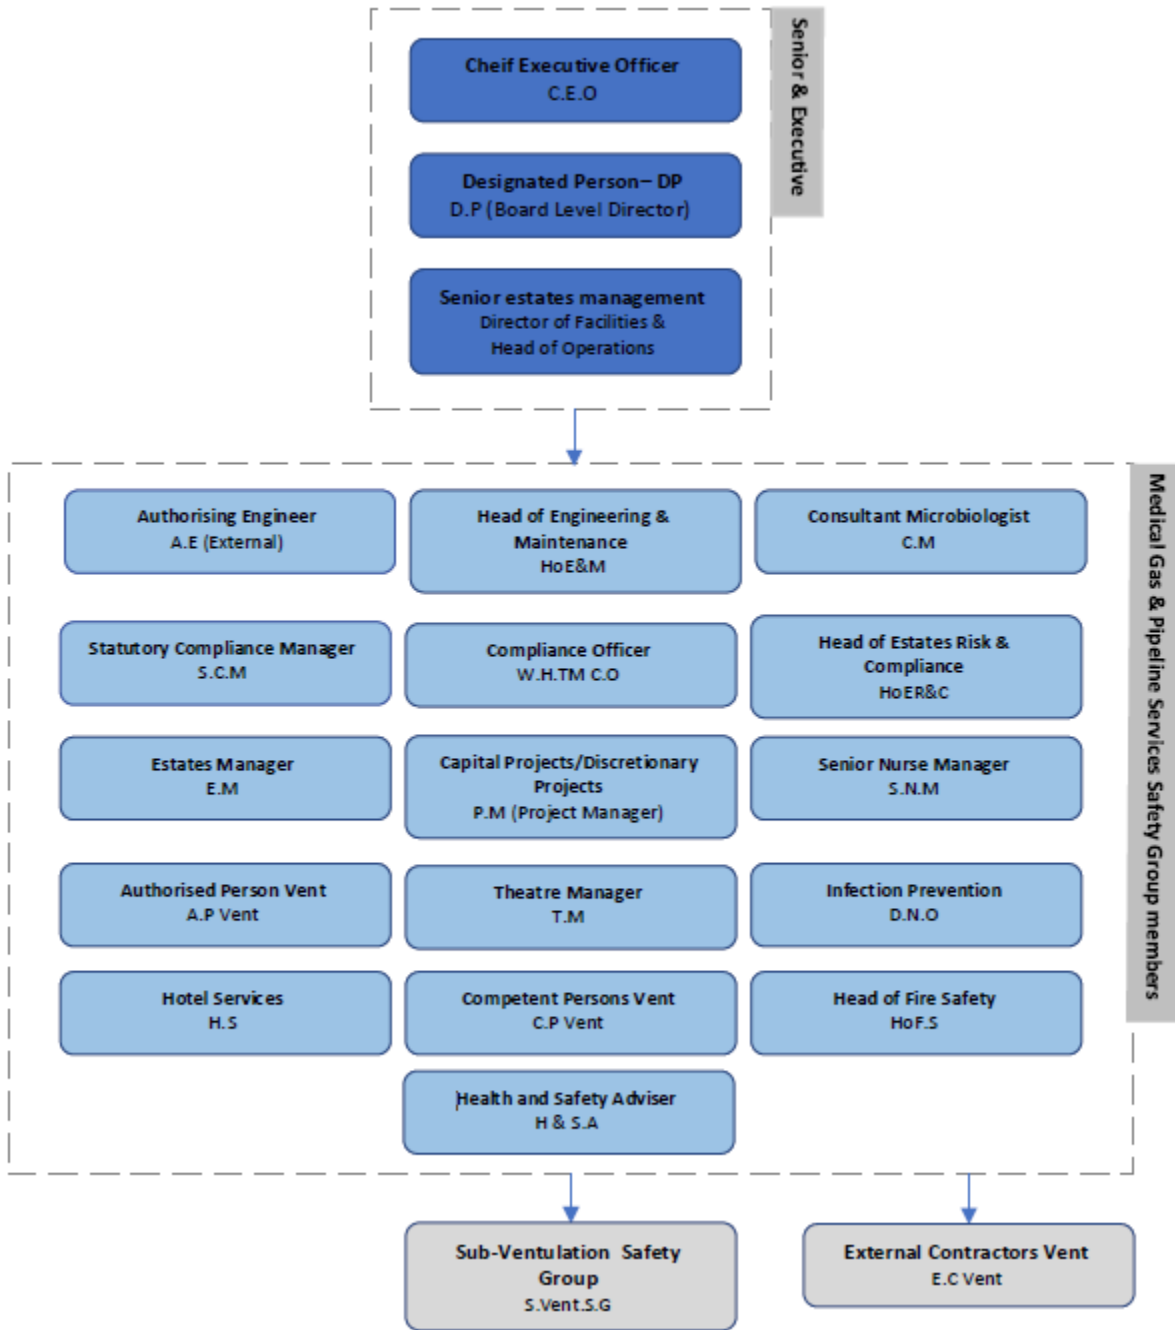 Senior & Executive
Cheif Executive Officer
C.E.O
Designated Person– DP
D.P (Board Level Director)
Senior estates management
Director of Facilities &
Head of Operations
Medical Gas & Pipeline Services Safety Group members
Authorising Engineer
A.E (External)
Head of Engineering &
Maintenance
HoE&M
Consultant Microbiologist
C.M
Statutory Compliance Manager
S.C.M
Compliance Officer
W.H.TM C.O
Head of Estates Risk &
Compliance
HoER&C
Estates Manager
E.M
Capital Projects/Discretionary
Projects
P.M (Project Manager)
Senior Nurse Manager
S.N.M
Authorised Person Vent
A.P Vent
Theatre Manager
T.M
Infection Prevention
D.N.O
Hotel Services
H.S
Competent Persons Vent
C.P Vent
Head of Fire Safety
HoF.S
Health and Safety Adviser
H & S.A
Sub-Ventulation Safety
Group
S.Vent.S.G
External Contractors Vent
E.C Vent